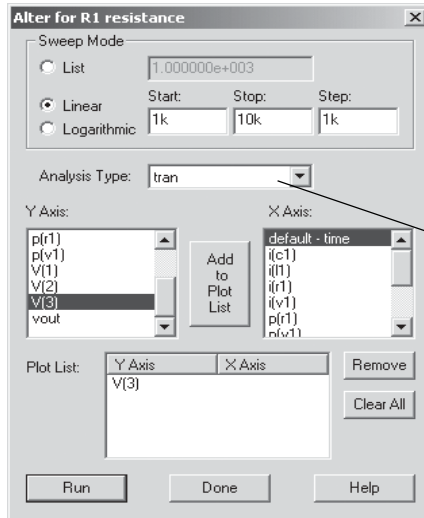 Alter for R1 resistance
Sweep Mode
List
1.000000e+003
Linear
Logarithmic
Start: Stop: Step:
1k 10k 1k
Analysis Type: tran
Y Axis:
p(r1)
p(v1)
V(1)
V(2)
V(3)
vout
Add
to
Plot
List
X Axis:
default - time
i(c1)
i(l1)
i(r1)
i(v1)
p(r1)
p(v1)
Plot List:
Y Axis X Axis
V(3)
Remove
Clear All
Run Done Help